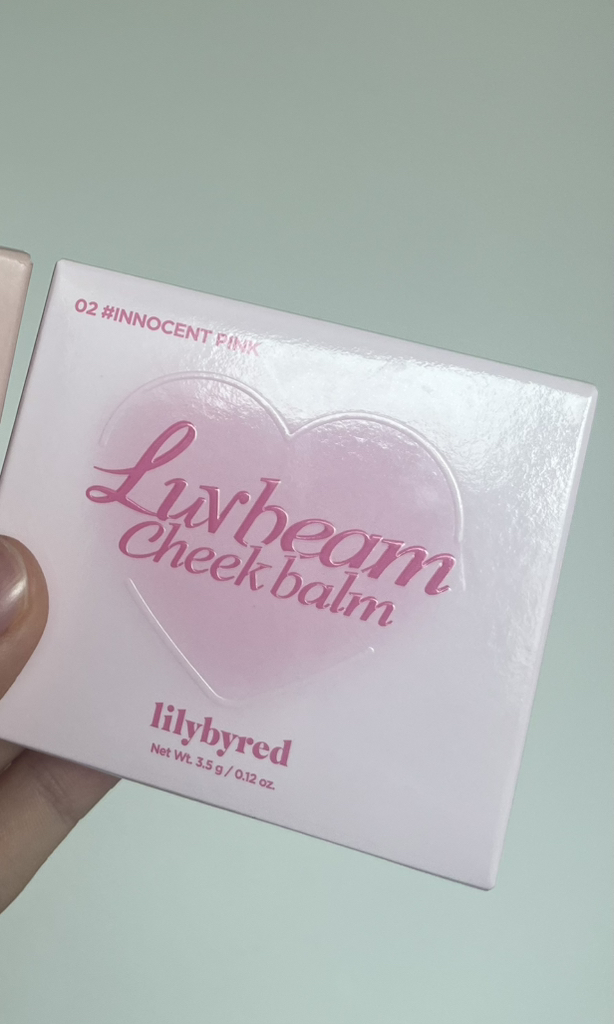 02 #INNOCENT PINK
Luvbeam
Cheek balm
lilybyred
Net Wt. 3.5 g / 0.12 oz.